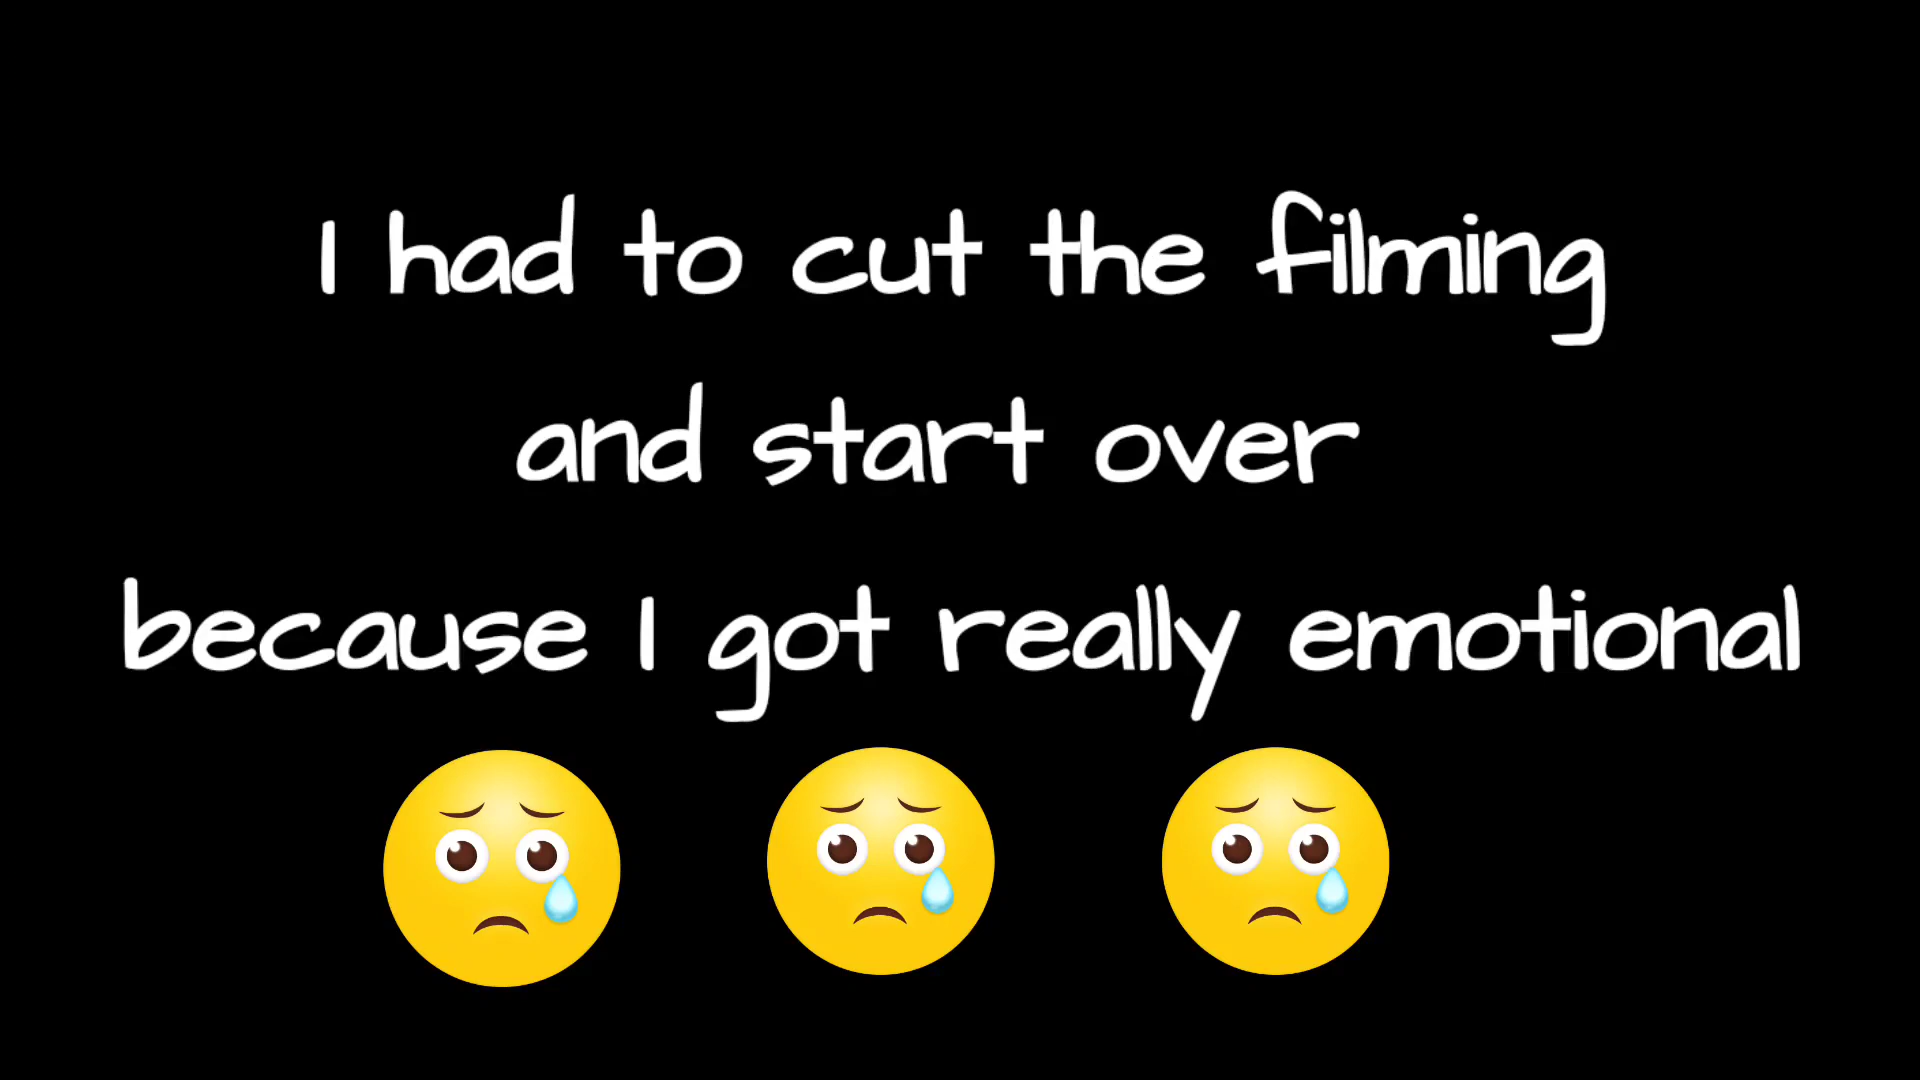 I had to cut the filming
and start over
because I got really emotional